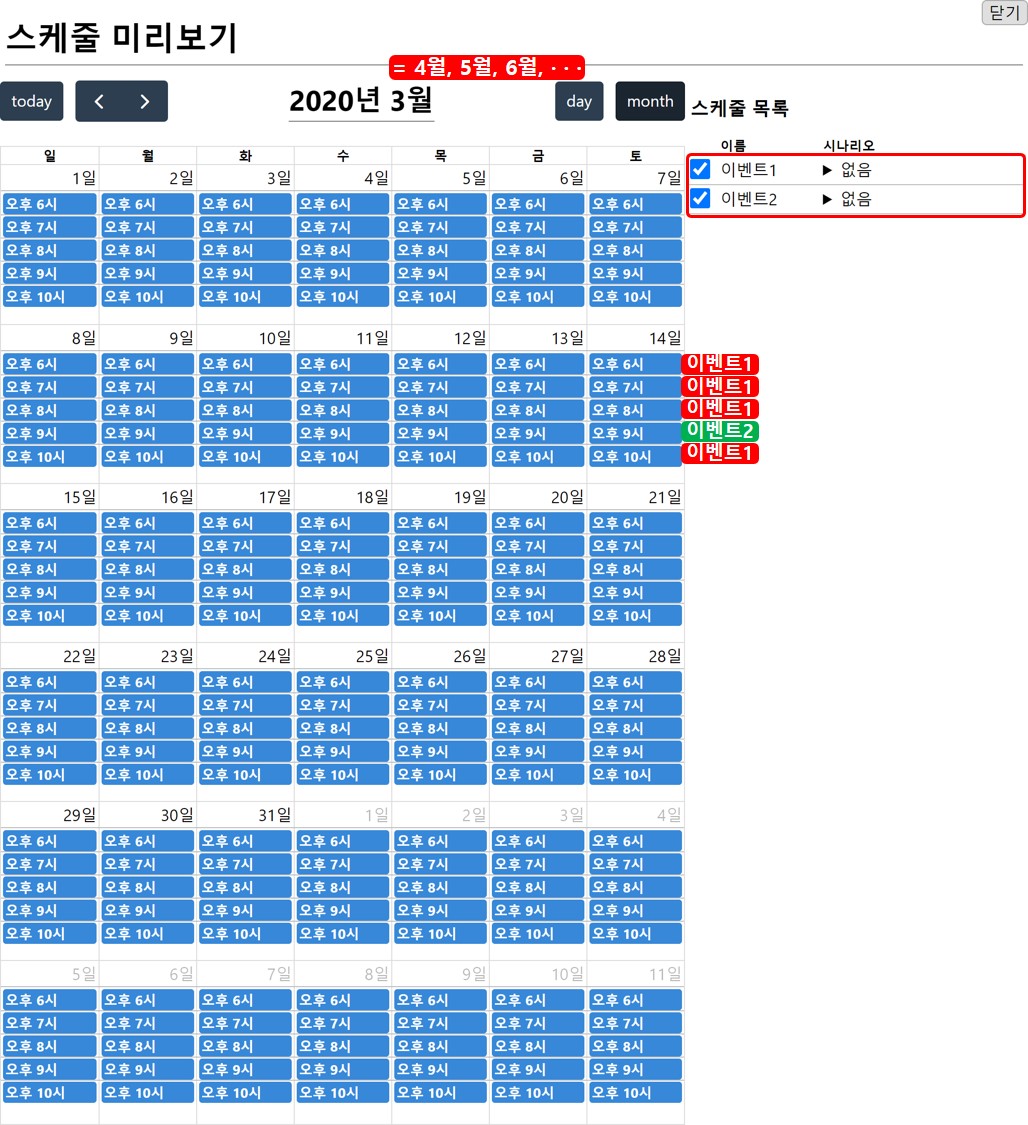 닫기
스케줄 미리보기
= 4월, 5월, 6월, · · ·
today < > 2020년 3월 day month 스케줄 목록
이름 시나리오
일 월 화 수 목 금 토
1일 2일 3일 4일 5일 6일 7일 이벤트1 ▶ 없음
오후 6시 오후 6시 오후 6시 오후 6시 오후 6시 오후 6시 오후 6시 이벤트2 ▶ 없음
오후 7시 오후 7시 오후 7시 오후 7시 오후 7시 오후 7시 오후 7시
오후 8시 오후 8시 오후 8시 오후 8시 오후 8시 오후 8시 오후 8시
오후 9시 오후 9시 오후 9시 오후 9시 오후 9시 오후 9시 오후 9시
오후 10시 오후 10시 오후 10시 오후 10시 오후 10시 오후 10시 오후 10시
8일 9일 10일 11일 12일 13일 14일
오후 6시 오후 6시 오후 6시 오후 6시 오후 6시 오후 6시 오후 6시 이벤트1
오후 7시 오후 7시 오후 7시 오후 7시 오후 7시 오후 7시 오후 7시 이벤트1
오후 8시 오후 8시 오후 8시 오후 8시 오후 8시 오후 8시 오후 8시 이벤트1
오후 9시 오후 9시 오후 9시 오후 9시 오후 9시 오후 9시 오후 9시 이벤트2
오후 10시 오후 10시 오후 10시 오후 10시 오후 10시 오후 10시 오후 10시 이벤트1
15일 16일 17일 18일 19일 20일 21일
오후 6시 오후 6시 오후 6시 오후 6시 오후 6시 오후 6시 오후 6시
오후 7시 오후 7시 오후 7시 오후 7시 오후 7시 오후 7시 오후 7시
오후 8시 오후 8시 오후 8시 오후 8시 오후 8시 오후 8시 오후 8시
오후 9시 오후 9시 오후 9시 오후 9시 오후 9시 오후 9시 오후 9시
오후 10시 오후 10시 오후 10시 오후 10시 오후 10시 오후 10시 오후 10시
22일 23일 24일 25일 26일 27일 28일
오후 6시 오후 6시 오후 6시 오후 6시 오후 6시 오후 6시 오후 6시
오후 7시 오후 7시 오후 7시 오후 7시 오후 7시 오후 7시 오후 7시
오후 8시 오후 8시 오후 8시 오후 8시 오후 8시 오후 8시 오후 8시
오후 9시 오후 9시 오후 9시 오후 9시 오후 9시 오후 9시 오후 9시
오후 10시 오후 10시 오후 10시 오후 10시 오후 10시 오후 10시 오후 10시
29일 30일 31일 1일 2일 3일 4일
오후 6시 오후 6시 오후 6시 오후 6시 오후 6시 오후 6시 오후 6시
오후 7시 오후 7시 오후 7시 오후 7시 오후 7시 오후 7시 오후 7시
오후 8시 오후 8시 오후 8시 오후 8시 오후 8시 오후 8시 오후 8시
오후 9시 오후 9시 오후 9시 오후 9시 오후 9시 오후 9시 오후 9시
오후 10시 오후 10시 오후 10시 오후 10시 오후 10시 오후 10시 오후 10시
5일 6일 7일 8일 9일 10일 11일
오후 6시 오후 6시 오후 6시 오후 6시 오후 6시 오후 6시 오후 6시
오후 7시 오후 7시 오후 7시 오후 7시 오후 7시 오후 7시 오후 7시
오후 8시 오후 8시 오후 8시 오후 8시 오후 8시 오후 8시 오후 8시
오후 9시 오후 9시 오후 9시 오후 9시 오후 9시 오후 9시 오후 9시
오후 10시 오후 10시 오후 10시 오후 10시 오후 10시 오후 10시 오후 10시